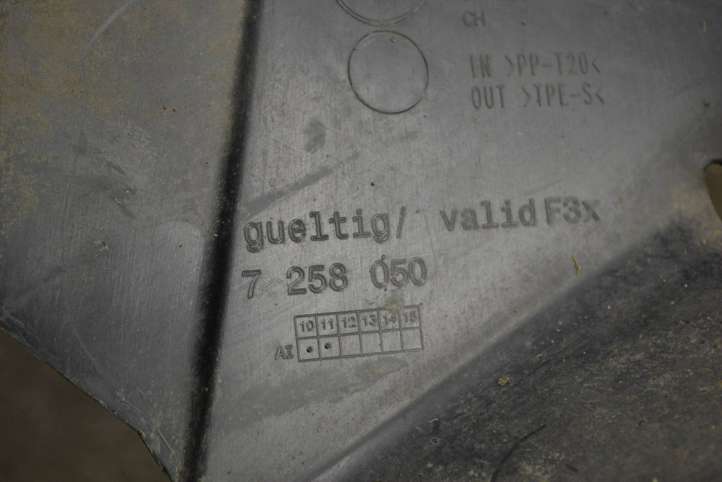 CH
IN >PP-T20<
OUT >TPE-S<
gueltig/ valid F3x
7 258 050
10 11 12 13 14 15
AI